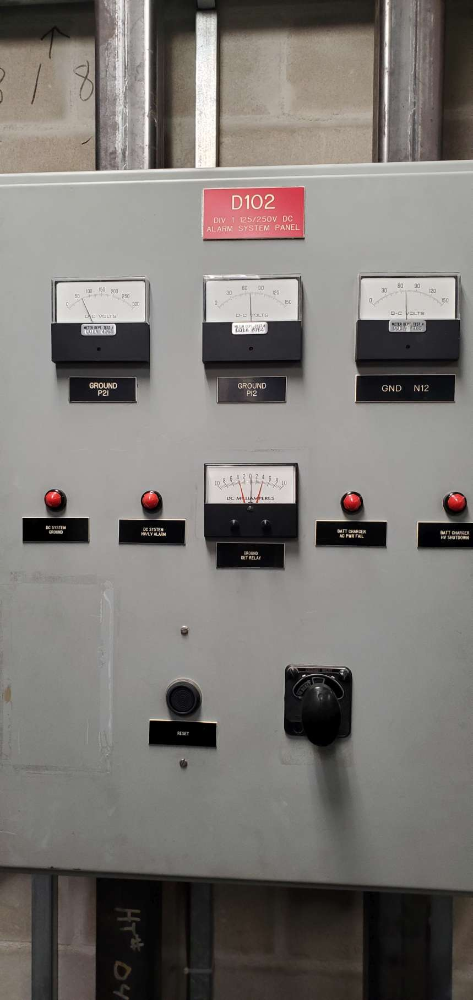 818
D102
DIV 1 125/250V DC
ALARM SYSTEM PANEL
0 50 100 150 200 250 300
D-C VOLTS
METER DEPT. TEST #
001A 4763
GROUND
P21
0 30 60 90 120 150
D-C VOLTS
METER DEPT. TEST #
001A 4764
GROUND
P12
0 30 60 90 120 150
D-C VOLTS
METER DEPT. TEST #
001A 4765
GND N12
DC SYSTEM
GROUND
DC SYSTEM
HV/LV ALARM
10 8 6 4 2 0 2 4 6 8 10
DC MILLIAMPERES
GROUND
DET RELAY
BATT CHARGER
AC PWR FAIL
BATT CHARGER
HV SHUTDOWN
RESET
HT# D4